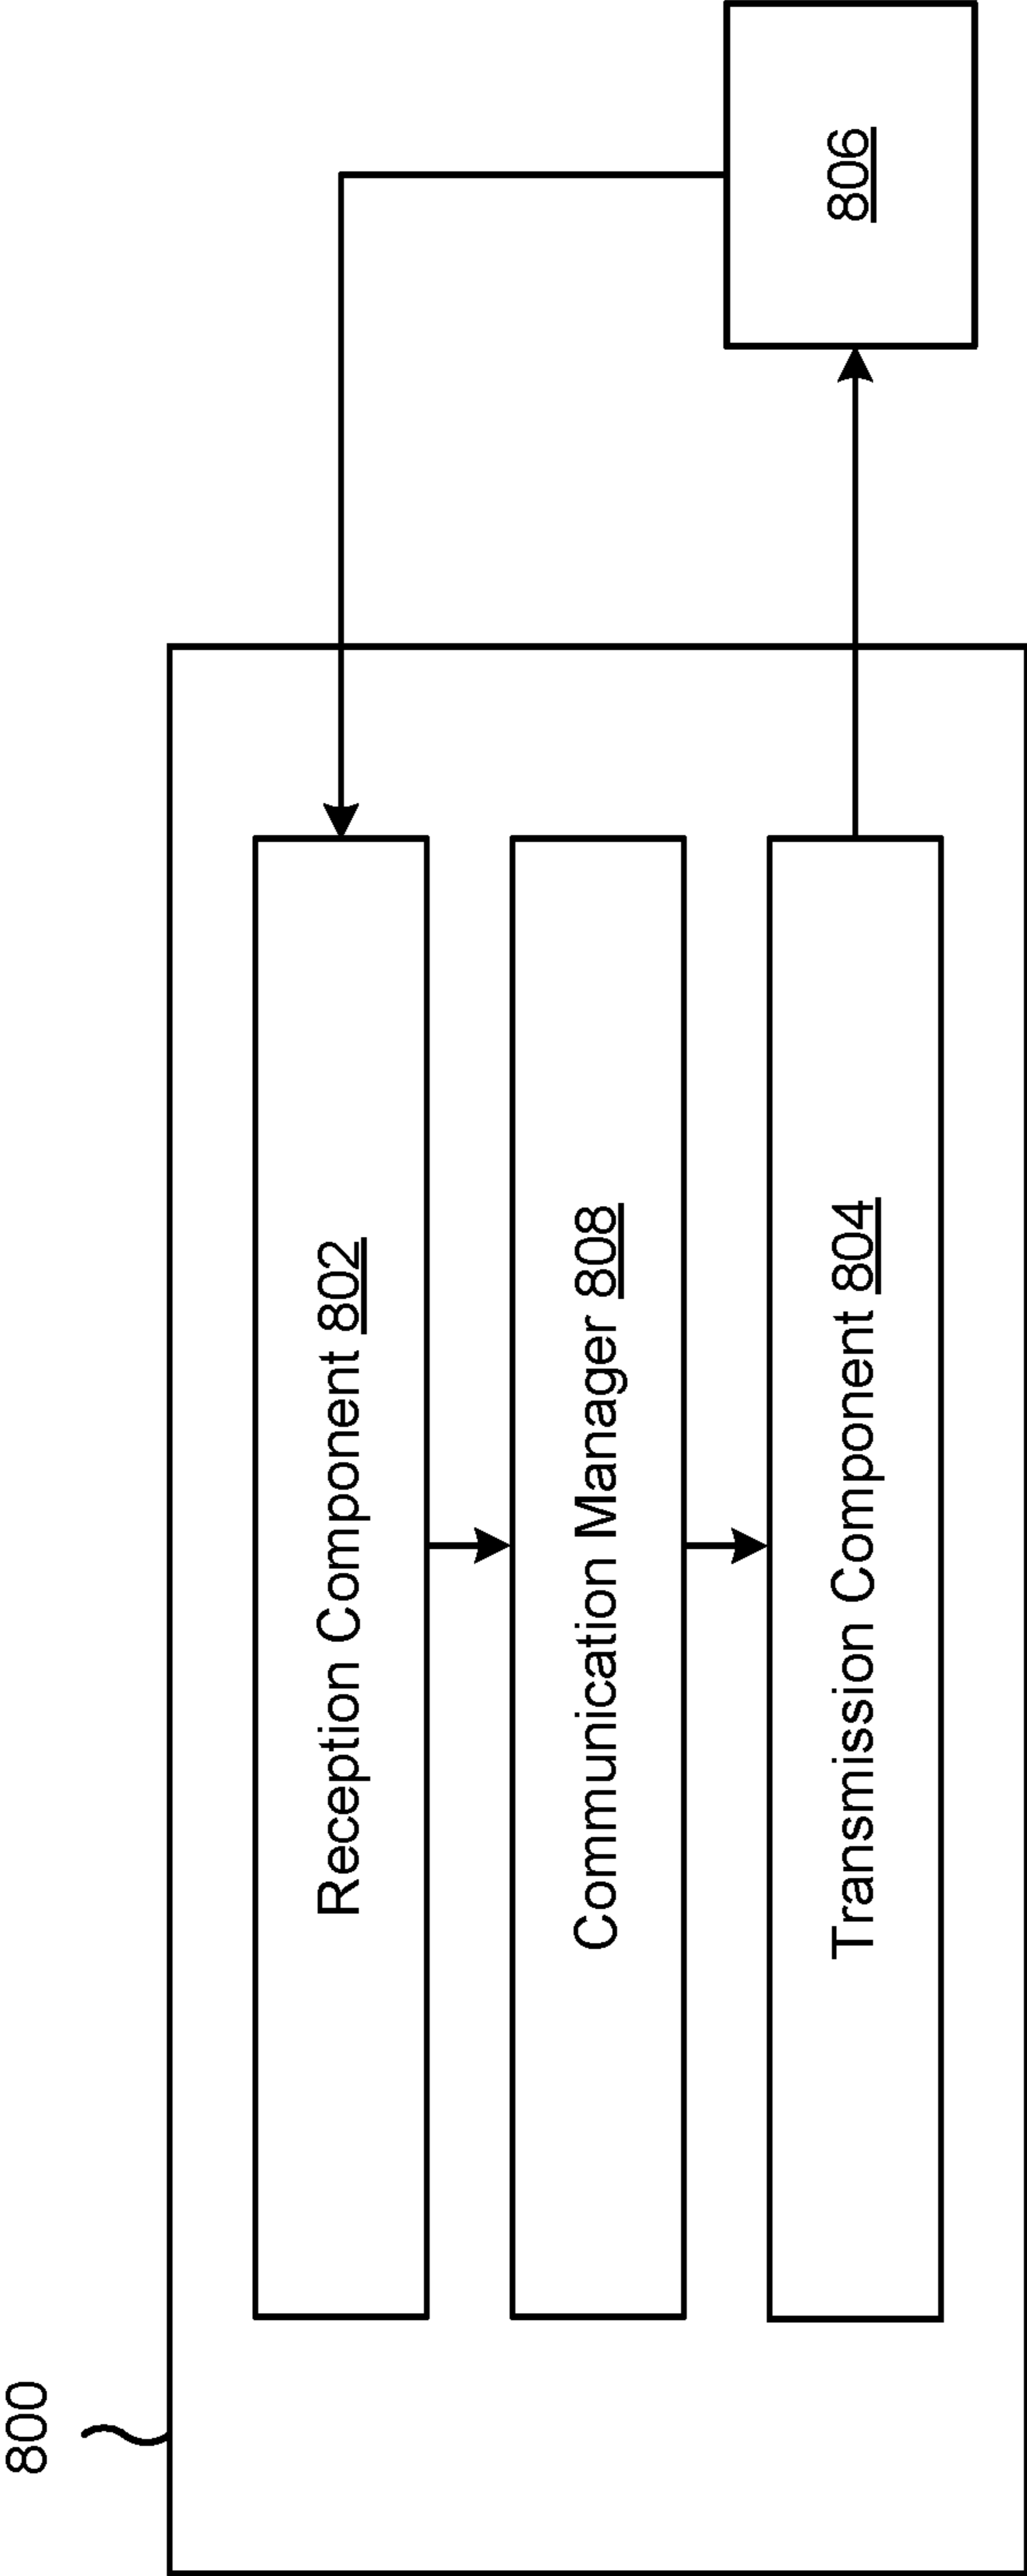 800
Reception Component 802
Communication Manager 808
Transmission Component 804
806